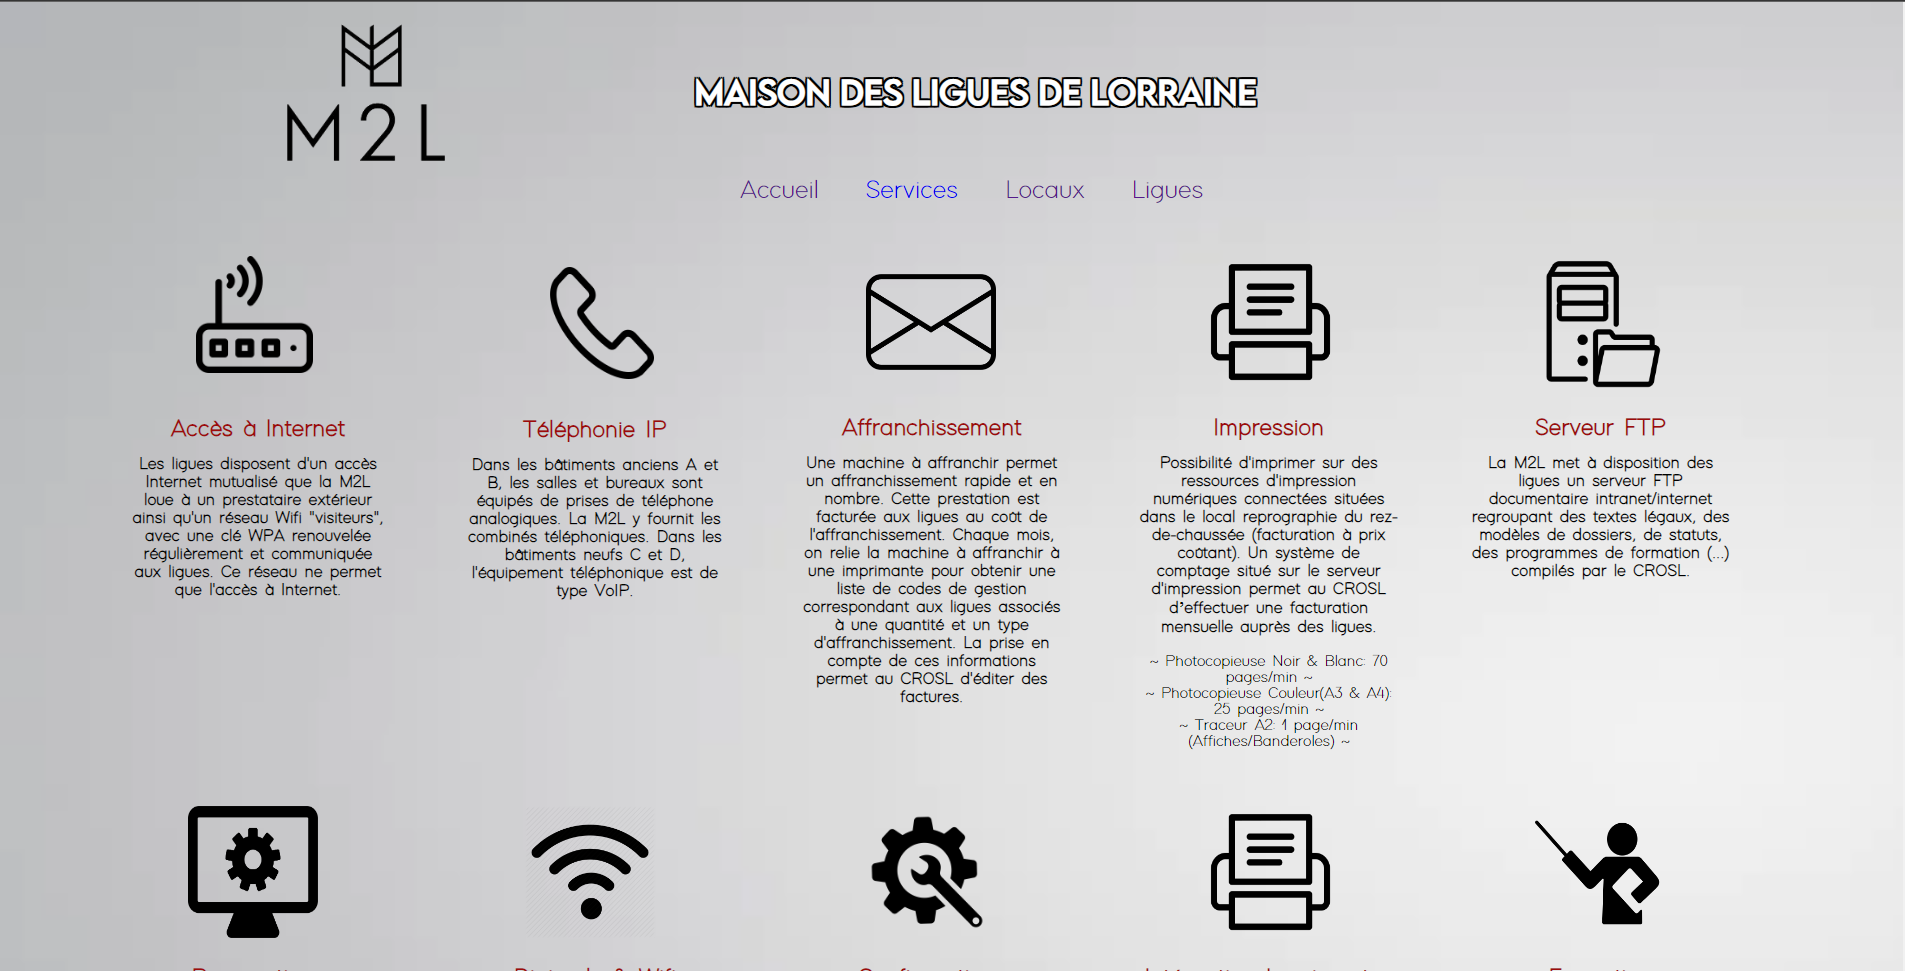 M2L
MAISON DES LIGUES DE LORRAINE
Accueil Services Locaux Ligues
Accès à Internet
Les ligues disposent d'un accès
Internet mutualisé que la M2L
loue à un prestataire extérieur
ainsi qu'un réseau Wifi "visiteurs",
avec une clé WPA renouvelée
régulièrement et communiquée
aux ligues. Ce réseau ne permet
que l'accès à Internet.
Téléphonie IP
Dans les bâtiments anciens A et
B, les salles et bureaux sont
équipés de prises de téléphone
analogiques. La M2L y fournit les
combinés téléphoniques. Dans les
bâtiments neufs C et D,
l'équipement téléphonique est de
type VoIP.
Affranchissement
Une machine à affranchir permet
un affranchissement rapide et en
nombre. Cette prestation est
facturée aux ligues au coût de
l'affranchissement. Chaque mois,
on relie la machine à affranchir à
une imprimante pour obtenir une
liste de codes de gestion
correspondant aux ligues associés
à une quantité et un type
d'affranchissement. La prise en
compte de ces informations
permet au CROSL d'éditer des
factures.
Impression
Possibilité d'imprimer sur des
ressources d'impression
numériques connectées situées
dans le local reprographie du rez-
de-chaussée (facturation à prix
coûtant). Un système de
comptage situé sur le serveur
d'impression permet au CROSL
d’effectuer une facturation
mensuelle auprès des ligues.
~ Photocopieuse Noir & Blanc: 70
pages/min ~
~ Photocopieuse Couleur(A3 & A4):
25 pages/min ~
~ Traceur A2: 1 page/min
(Affiches/Banderoles) ~
Serveur FTP
La M2L met à disposition des
ligues un serveur FTP
documentaire intranet/internet
regroupant des textes légaux, des
modèles de dossiers, de statuts,
des programmes de formation (...)
compilés par le CROSL.